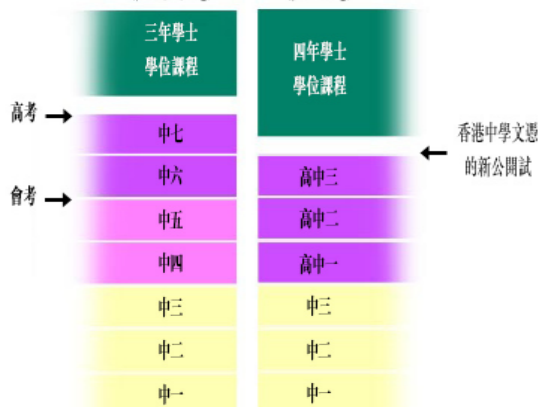 三年學士
學位課程
四年學士
學位課程
高考
中七
香港中學文憑
的新公開試
中六
高中三
會考
中五
高中二
中四
高中一
中三
中三
中二
中二
中一
中一